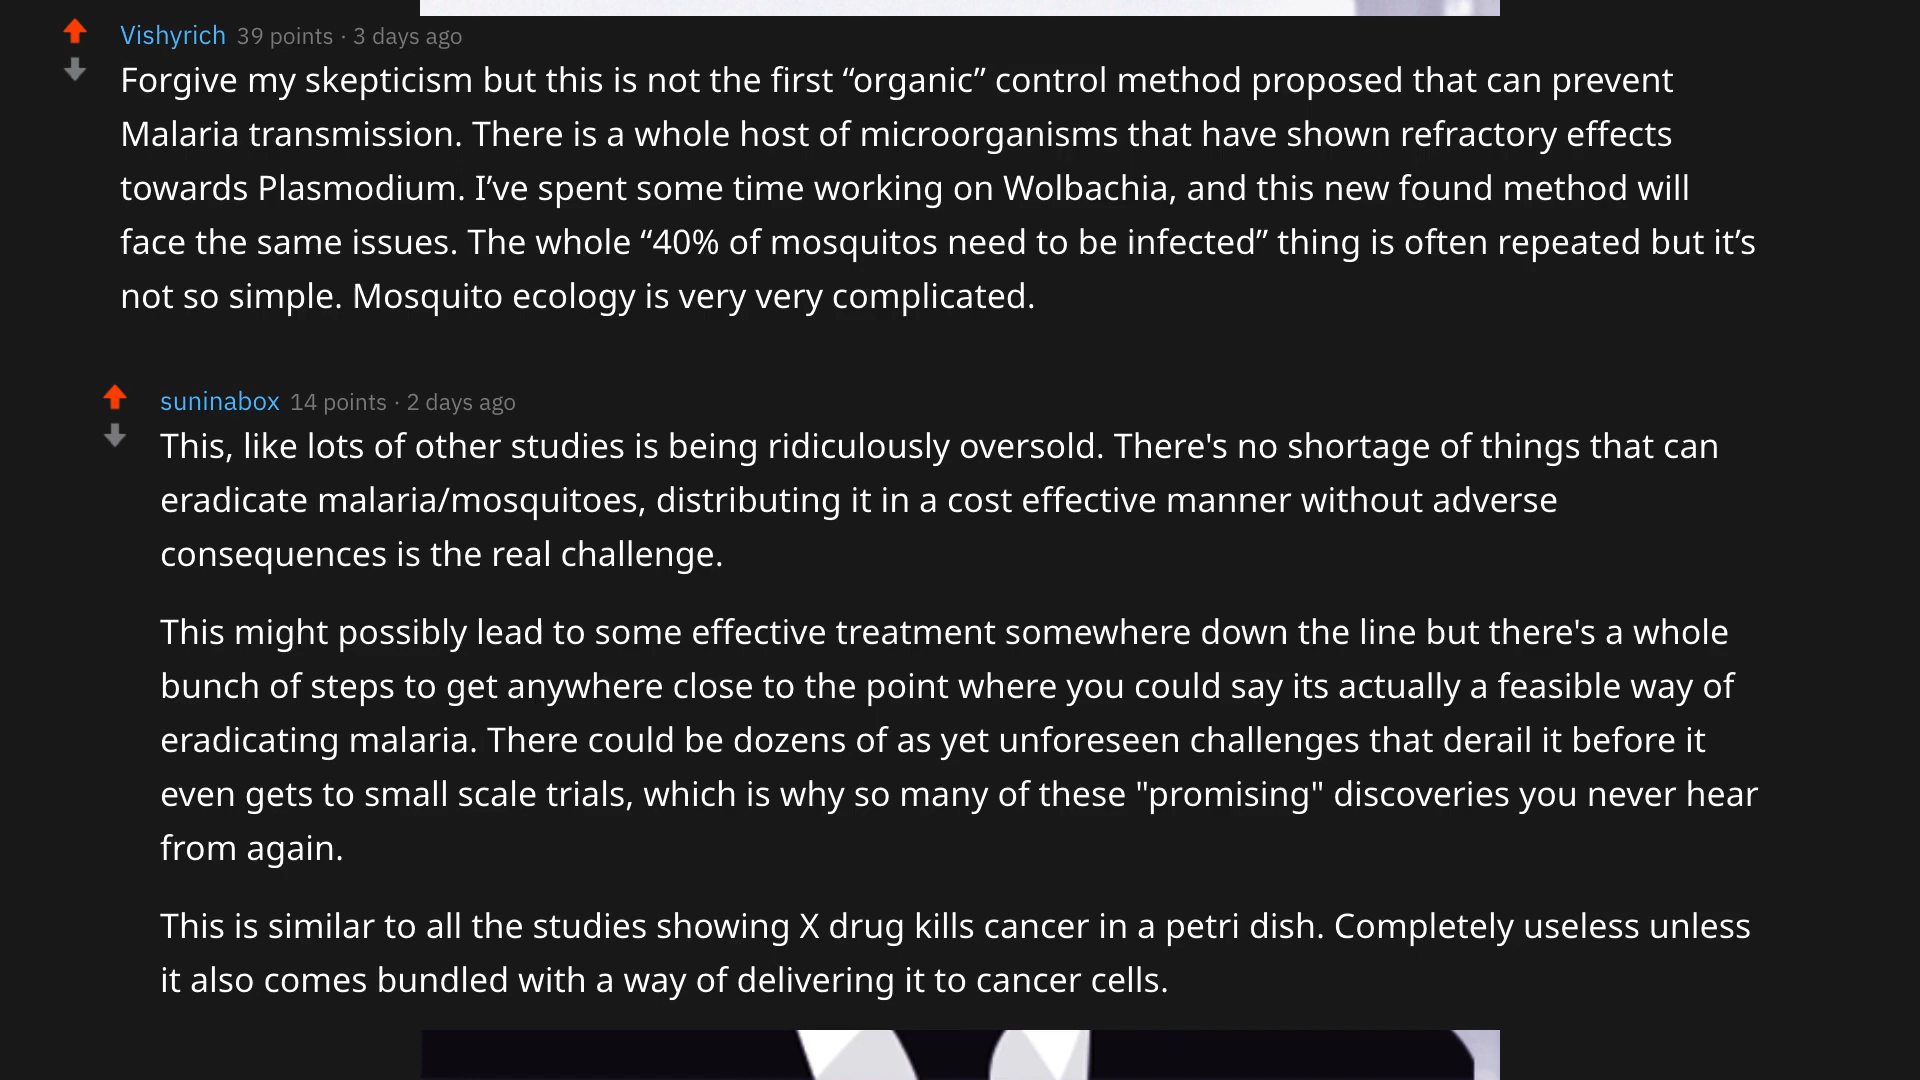 Vishyrich 39 points · 3 days ago
Forgive my skepticism but this is not the first “organic” control method proposed that can prevent
Malaria transmission. There is a whole host of microorganisms that have shown refractory effects
towards Plasmodium. I’ve spent some time working on Wolbachia, and this new found method will
face the same issues. The whole “40% of mosquitos need to be infected” thing is often repeated but it’s
not so simple. Mosquito ecology is very very complicated.
suninabox 14 points · 2 days ago
This, like lots of other studies is being ridiculously oversold. There's no shortage of things that can
eradicate malaria/mosquitoes, distributing it in a cost effective manner without adverse
consequences is the real challenge.
This might possibly lead to some effective treatment somewhere down the line but there's a whole
bunch of steps to get anywhere close to the point where you could say its actually a feasible way of
eradicating malaria. There could be dozens of as yet unforeseen challenges that derail it before it
even gets to small scale trials, which is why so many of these "promising" discoveries you never hear
from again.
This is similar to all the studies showing X drug kills cancer in a petri dish. Completely useless unless
it also comes bundled with a way of delivering it to cancer cells.